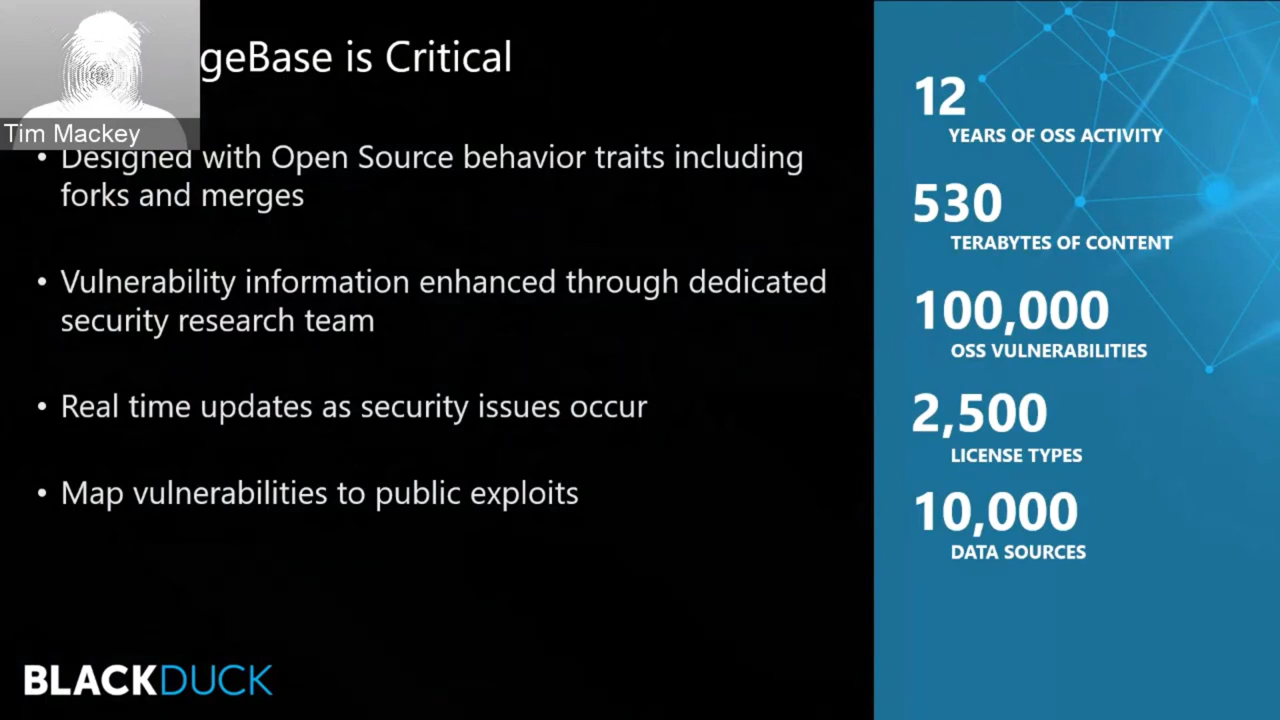 geBase is Critical
Tim Mackey
• Designed with Open Source behavior traits including
forks and merges
• Vulnerability information enhanced through dedicated
security research team
• Real time updates as security issues occur
• Map vulnerabilities to public exploits
BLACKDUCK
12
YEARS OF OSS ACTIVITY
530
TERABYTES OF CONTENT
100,000
OSS VULNERABILITIES
2,500
LICENSE TYPES
10,000
DATA SOURCES